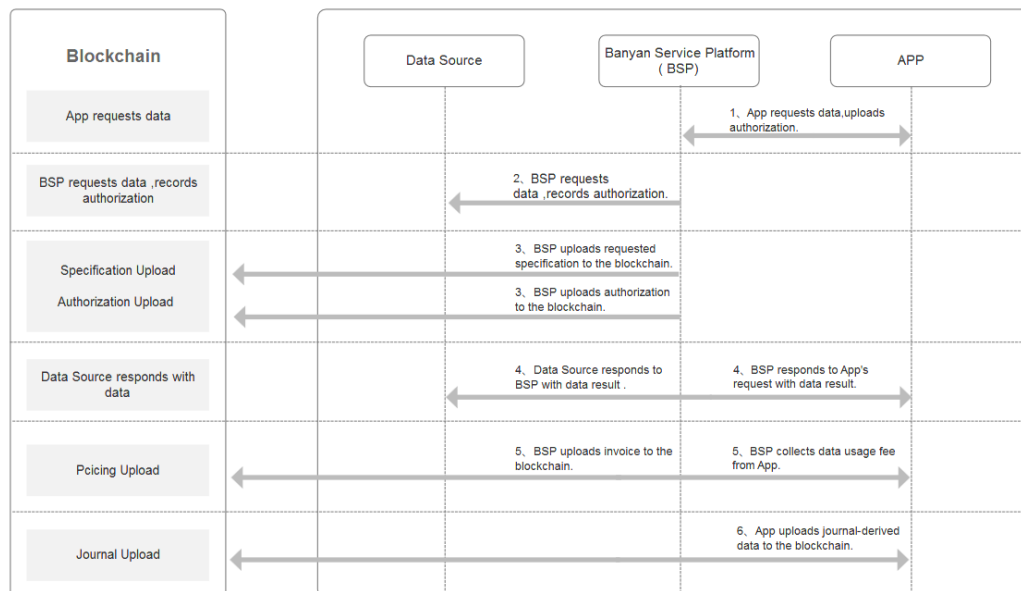 Blockchain
Data Source
Banyan Service Platform
( BSP)
APP
App requests data
1、App requests data,uploads
authorization.
BSP requests data ,records
authorization
2、BSP requests
data ,records authorization.
Specification Upload
Authorization Upload
3、BSP uploads requested
specification to the blockchain.
3、BSP uploads authorization
to the blockchain.
Data Source responds with
data
4、Data Source responds to
BSP with data result .
4、BSP responds to App's
request with data result.
Pcicing Upload
5、BSP uploads invoice to the
blockchain.
5、BSP collects data usage fee
from App.
Journal Upload
6、App uploads journal-derived
data to the blockchain.